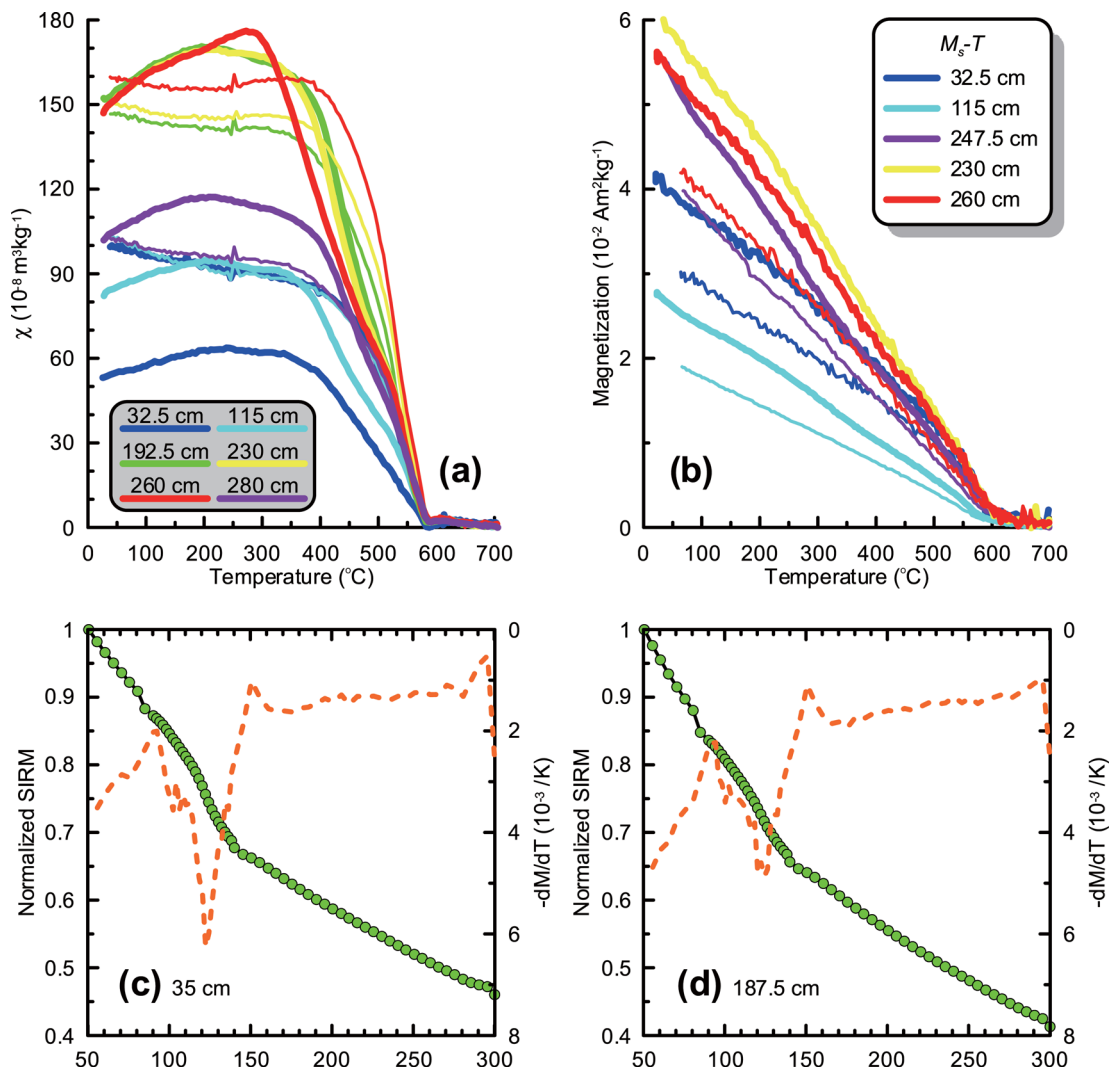 180
150
120
90
60
30
0
χ (10⁻⁸ m³kg⁻¹)
32.5 cm 115 cm
192.5 cm 230 cm
260 cm 280 cm
(a)
0 100 200 300 400 500 600 700
Temperature (°C)
6
4
2
0
Magnetization (10⁻² Am²kg⁻¹)
Mₛ-T
32.5 cm
115 cm
247.5 cm
230 cm
260 cm
(b)
0 100 200 300 400 500 600 700
Temperature (°C)
1
0.9
0.8
0.7
0.6
0.5
0.4
Normalized SIRM
0
2
4
6
8
-dM/dT (10⁻³ /K)
(c) 35 cm
50 100 150 200 250 300
1
0.9
0.8
0.7
0.6
0.5
0.4
Normalized SIRM
0
2
4
6
8
-dM/dT (10⁻³ /K)
(d) 187.5 cm
50 100 150 200 250 300